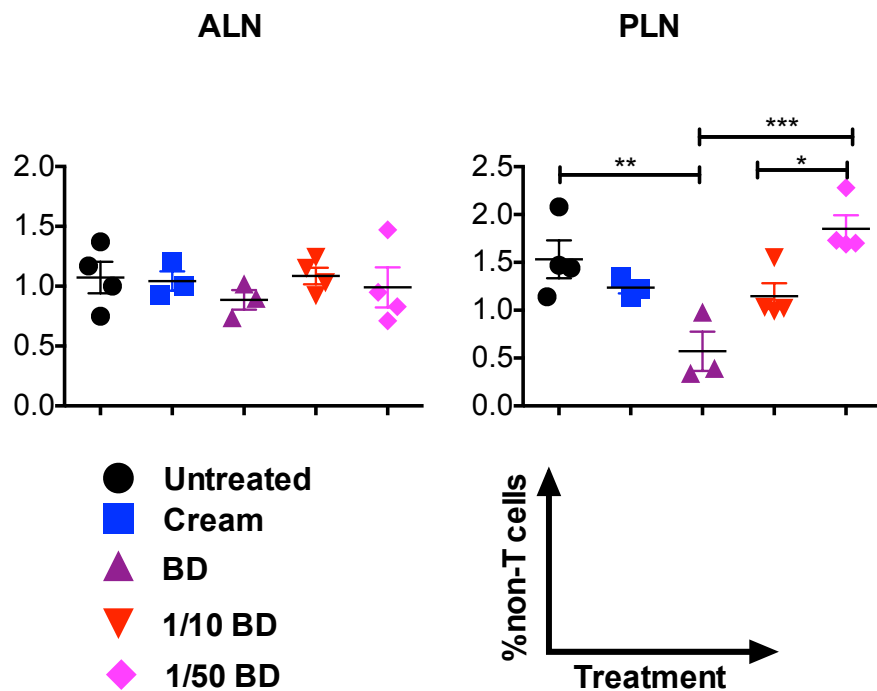 ALN
PLN
***
**
*
2.0
1.5
1.0
0.5
0.0
2.5
2.0
1.5
1.0
0.5
0.0
Untreated
Cream
BD
1/10 BD
1/50 BD
%non-T cells
Treatment